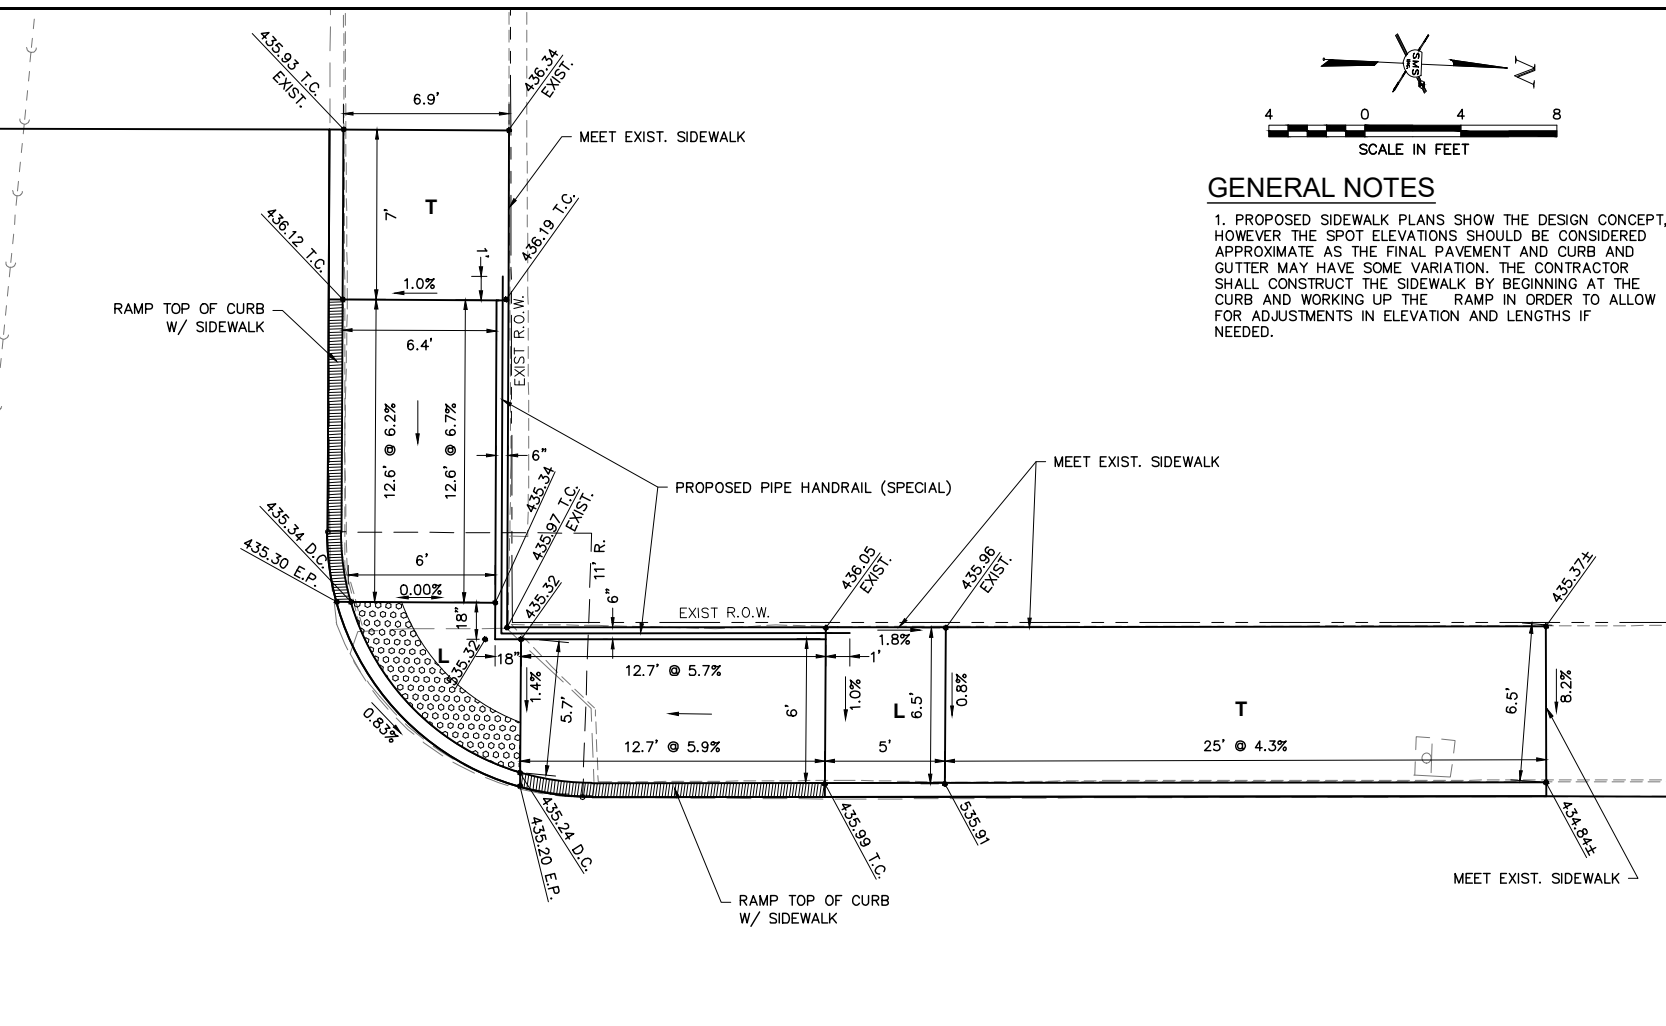 435.93 T.C.
EXIST.
6.9'
436.34
EXIST.
MEET EXIST. SIDEWALK
SMS
N
4 0 4 8
SCALE IN FEET
GENERAL NOTES
1. PROPOSED SIDEWALK PLANS SHOW THE DESIGN CONCEPT,
HOWEVER THE SPOT ELEVATIONS SHOULD BE CONSIDERED
APPROXIMATE AS THE FINAL PAVEMENT AND CURB AND
GUTTER MAY HAVE SOME VARIATION. THE CONTRACTOR
SHALL CONSTRUCT THE SIDEWALK BY BEGINNING AT THE
CURB AND WORKING UP THE RAMP IN ORDER TO ALLOW
FOR ADJUSTMENTS IN ELEVATION AND LENGTHS IF
NEEDED.
7'
T
436.12 T.C.
436.19 T.C.
1'
1.0%
RAMP TOP OF CURB
W/ SIDEWALK
6.4'
EXIST R.O.W.
12.6' @ 6.2%
12.6' @ 6.7%
6"
PROPOSED PIPE HANDRAIL (SPECIAL)
MEET EXIST. SIDEWALK
435.34
435.97 T.C.
EXIST.
435.34 D.C.
435.30 E.P.
6'
0.00%
11' R.
18"
435.32
6"
EXIST R.O.W.
436.05
EXIST.
435.96
EXIST.
435.37±
1.8%
L
535.32
18"
12.7' @ 5.7%
1'
1.4%
5.7'
6'
1.0%
L
6.5'
0.8%
T
6.5'
8.2%
0.83%
12.7' @ 5.9%
5'
25' @ 4.3%
435.24 D.C.
435.20 E.P.
435.99 T.C.
535.91
434.84±
RAMP TOP OF CURB
W/ SIDEWALK
MEET EXIST. SIDEWALK